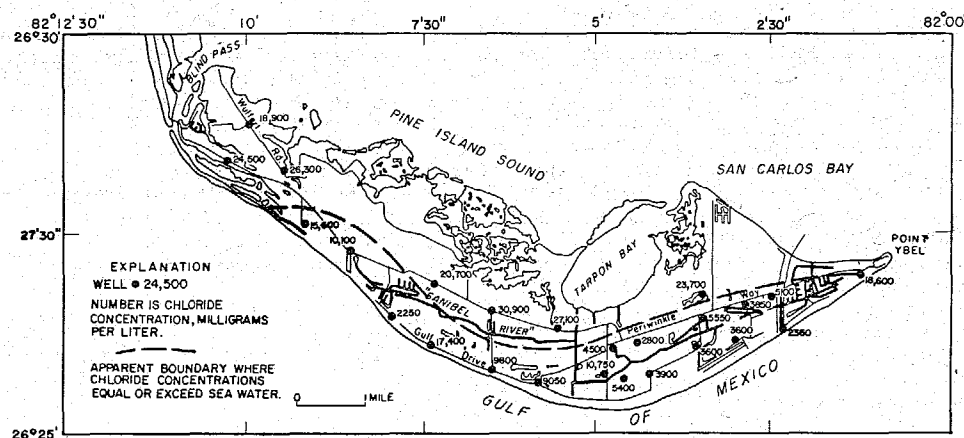 82°12'30" 10' 7'30" 5' 2'30" 82°00
26°30'
BLIND PASS
Wulfert Rd.
18,900
PINE ISLAND SOUND
24,500
26,300
SAN CARLOS BAY
27'30"
10,100
TARPON BAY
POINT YBEL
18,600
20,700
23,700
"SANIBEL RIVER"
30,900
27,100
Periwinkle Way
5100
3850
2250
Gulf Drive
17,400
9800
9050
4500
2800
5550
3600
3600
2380
10,750
5400
3900
GULF OF MEXICO
EXPLANATION
WELL 24,500
NUMBER IS CHLORIDE
CONCENTRATION, MILLIGRAMS
PER LITER.
APPARENT BOUNDARY WHERE
CHLORIDE CONCENTRATIONS
EQUAL OR EXCEED SEA WATER.
0 1 MILE
26°25'